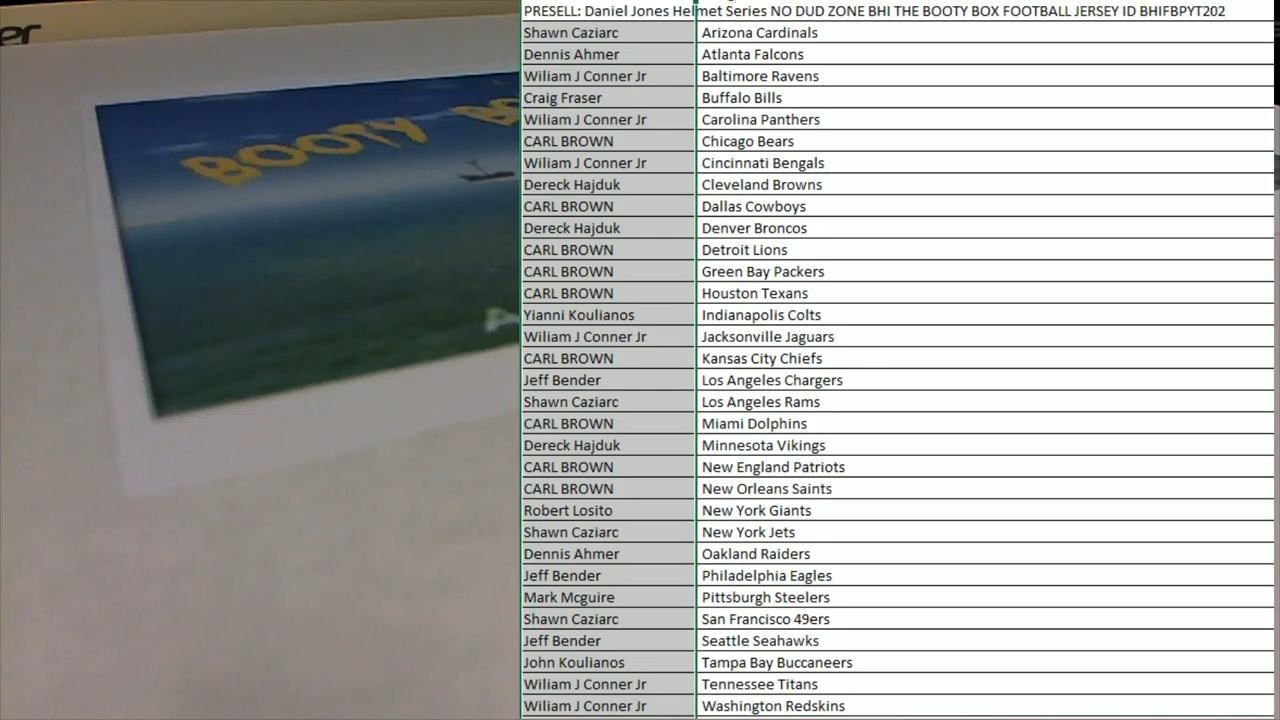 er
BOOTY BO
A
PRESELL: Daniel Jones Helmet Series NO DUD ZONE BHI THE BOOTY BOX FOOTBALL JERSEY ID BHIFBPYT202
Shawn Caziarc Arizona Cardinals
Dennis Ahmer Atlanta Falcons
Wiliam J Conner Jr Baltimore Ravens
Craig Fraser Buffalo Bills
Wiliam J Conner Jr Carolina Panthers
CARL BROWN Chicago Bears
Wiliam J Conner Jr Cincinnati Bengals
Dereck Hajduk Cleveland Browns
CARL BROWN Dallas Cowboys
Dereck Hajduk Denver Broncos
CARL BROWN Detroit Lions
CARL BROWN Green Bay Packers
CARL BROWN Houston Texans
Yianni Koulianos Indianapolis Colts
Wiliam J Conner Jr Jacksonville Jaguars
CARL BROWN Kansas City Chiefs
Jeff Bender Los Angeles Chargers
Shawn Caziarc Los Angeles Rams
CARL BROWN Miami Dolphins
Dereck Hajduk Minnesota Vikings
CARL BROWN New England Patriots
CARL BROWN New Orleans Saints
Robert Losito New York Giants
Shawn Caziarc New York Jets
Dennis Ahmer Oakland Raiders
Jeff Bender Philadelphia Eagles
Mark Mcguire Pittsburgh Steelers
Shawn Caziarc San Francisco 49ers
Jeff Bender Seattle Seahawks
John Koulianos Tampa Bay Buccaneers
Wiliam J Conner Jr Tennessee Titans
Wiliam J Conner Jr Washington Redskins